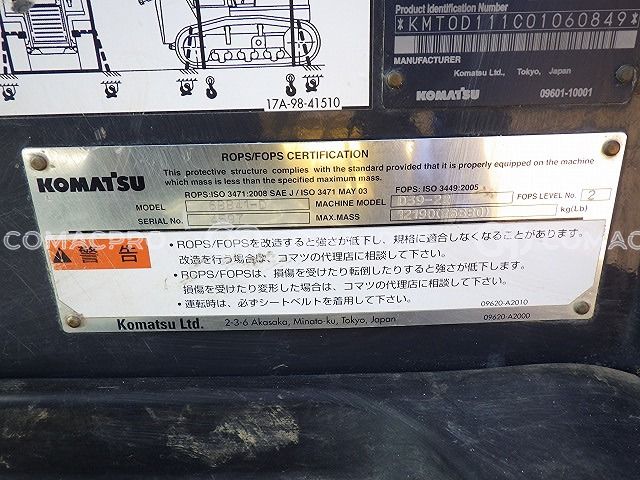 17A-98-41510
Product Identification Number
*KMT0D111C01060849*
MANUFACTURER
Komatsu Ltd., Tokyo, Japan
KOMATSU 09601-10001
ROPS/FOPS CERTIFICATION
This protective structure complies with the standard provided that it is properly equipped on the machine
which mass is less than the specified maximum mass.
KOMATSU
ROPS:ISO 3471:2008 SAE J / ISO 3471 MAY 03 FOPS: ISO 3449:2005
MODEL MACHINE MODEL D39-22 FOPS LEVEL No. 2
SERIAL No. MAX.MASS kg(Lb)
警告
・ROPS/FOPSを改造すると強さが低下し、規格に適合しなくなることがあります。
改造を行う場合は、コマツの代理店に相談して下さい。
・ROPS/FOPSは、損傷を受けたり転倒したりすると強さが低下します。
損傷を受けたり変形した場合は、コマツの代理店に相談して下さい。
・運転時は、必ずシートベルトを着用して下さい。
09620-A2010
Komatsu Ltd. 2-3-6 Akasaka, Minato-ku, Tokyo, Japan 09620-A2000